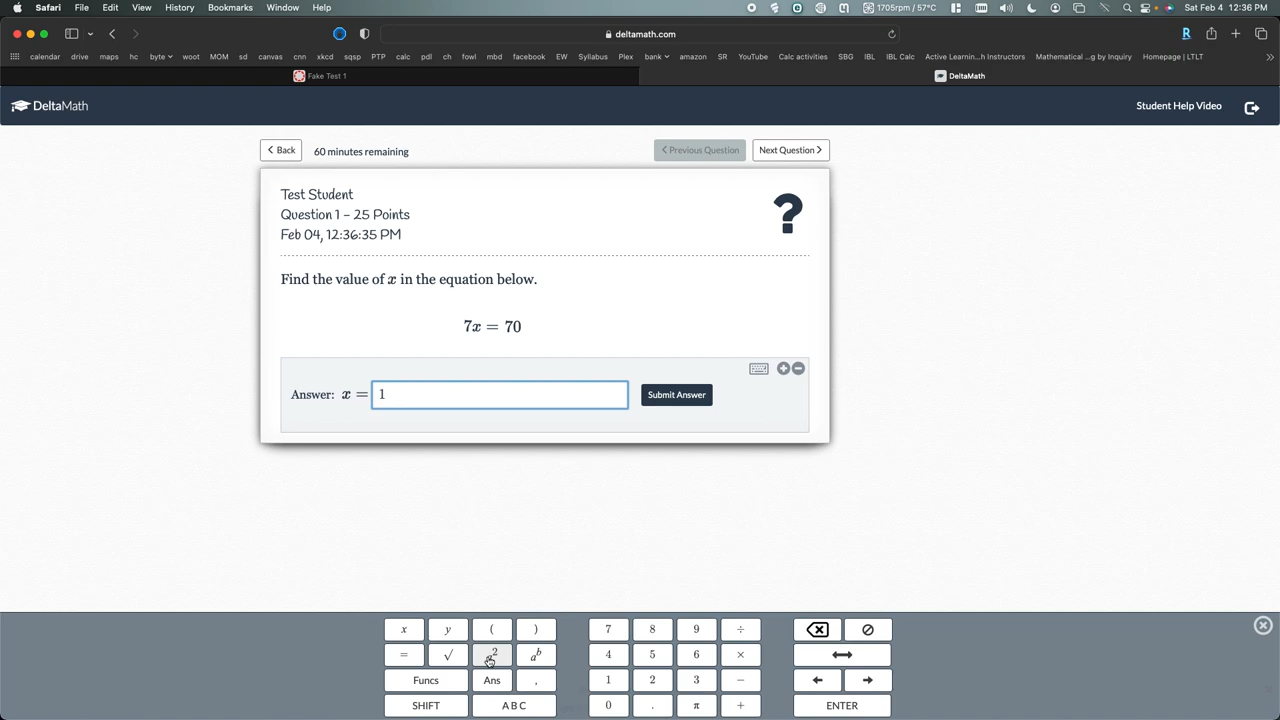 Safari File Edit View History Bookmarks Window Help 1705rpm / 57°C Sat Feb 4 12:36 PM
deltamath.com
calendar drive maps hc byte woot MOM sd canvas cnn xkcd sqsp PTP calc pdl ch fowl mbd facebook EW Syllabus Plex bank amazon SR YouTube Calc activities SBG IBL IBL Calc Active Learnin...h Instructors Mathematical ...g by Inquiry Homepage | LTLT
Fake Test 1 DeltaMath
DeltaMath Student Help Video
Back 60 minutes remaining Previous Question Next Question
Test Student
Question 1 - 25 Points
Feb 04, 12:36:35 PM
?
Find the value of x in the equation below.
7x = 70
Answer: x = 1 Submit Answer
x y ( ) 7 8 9 ÷
= √ a² aᵇ 4 5 6 ×
Funcs Ans , 1 2 3 −
SHIFT A B C 0 . π + ENTER